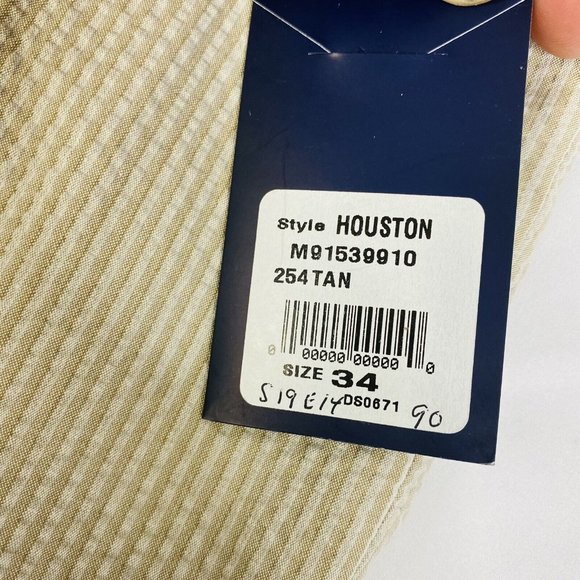 Style HOUSTON
M91539910
254TAN
0 00000 00000 0
SIZE 34
S19E14 DS0671 90